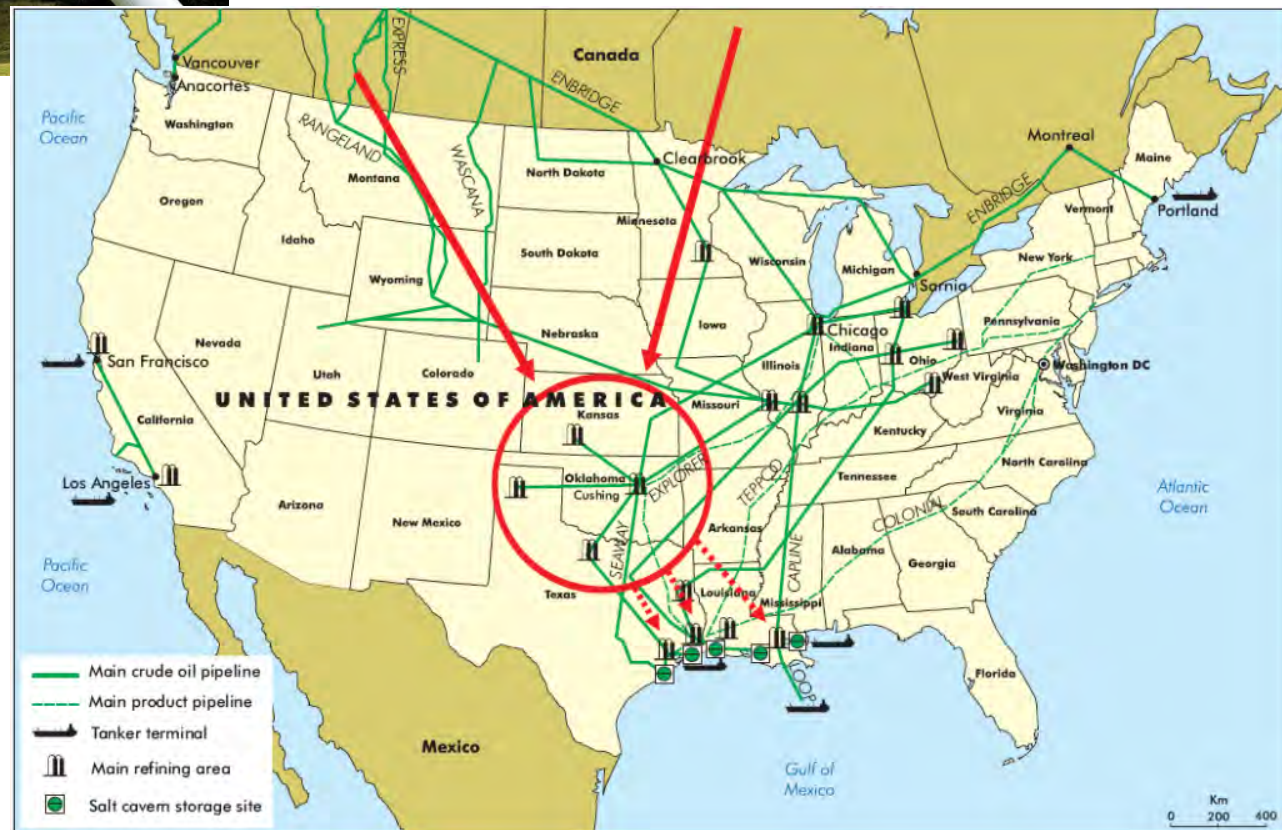 Canada
Vancouver
Anacortes
EXPRESS
ENBRIDGE
Pacific
Ocean
Washington
RANGELAND
WASCANA
Montana
North Dakota
Clearbrook
Minnesota
Montreal
Maine
ENBRIDGE
Vermont
Portland
Oregon
Idaho
Wyoming
South Dakota
Wisconsin
Michigan
Sarnia
New York
Nebraska
Iowa
Chicago
Pennsylvania
Nevada
San Francisco
Utah
Colorado
Illinois
Indiana
Ohio
West Virginia
Washington DC
UNITED STATES OF AMERICA
California
Kansas
Missouri
Virginia
Kentucky
Los Angeles
Arizona
New Mexico
Oklahoma
Cushing
EXPLORER
TEPPCO
Tennessee
North Carolina
Atlantic
Ocean
Arkansas
COLONIN
South Carolina
SEAWAY
CAPLINE
Alabama
Georgia
Pacific
Ocean
Texas
Louisiana
Mississippi
LOOP
Florida
Mexico
Gulf of
Mexico
Main crude oil pipeline
Main product pipeline
Tanker terminal
Main refining area
Salt cavern storage site
Km
0 200 400